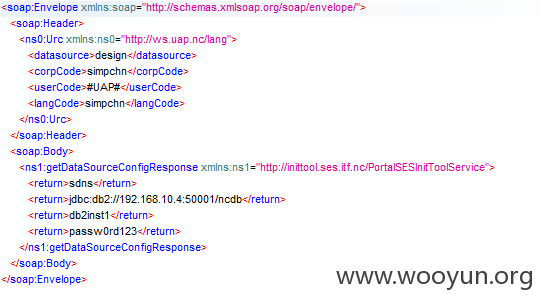 <soap:Envelope xmlns:soap="http://schemas.xmlsoap.org/soap/envelope/">
<soap:Header>
<ns0:Urc xmlns:ns0="http://ws.uap.nc/lang">
<datasource>design</datasource>
<corpCode>simpchn</corpCode>
<userCode>#UAP#</userCode>
<langCode>simpchn</langCode>
</ns0:Urc>
</soap:Header>
<soap:Body>
<ns1:getDataSourceConfigResponse xmlns:ns1="http://inittool.ses.itf.nc/PortalSESInitToolService">
<return>sdns</return>
<return>jdbc:db2://192.168.10.4:50001/ncdb</return>
<return>db2inst1</return>
<return>passw0rd123</return>
</ns1:getDataSourceConfigResponse>
</soap:Body>
</soap:Envelope>
www.wooyun.org